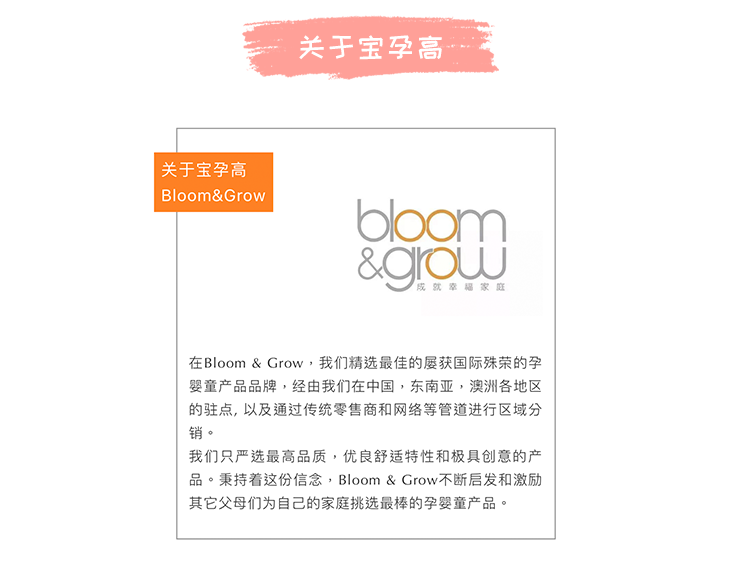 关于宝孕高
关于宝孕高
Bloom&Grow
bloom
&grow
成就幸福家庭
在Bloom & Grow，我们精选最佳的屡获国际殊荣的孕
婴童产品品牌，经由我们在中国，东南亚，澳洲各地区
的驻点, 以及通过传统零售商和网络等管道进行区域分
销。
我们只严选最高品质，优良舒适特性和极具创意的产
品。秉持着这份信念，Bloom & Grow不断启发和激励
其它父母们为自己的家庭挑选最棒的孕婴童产品。